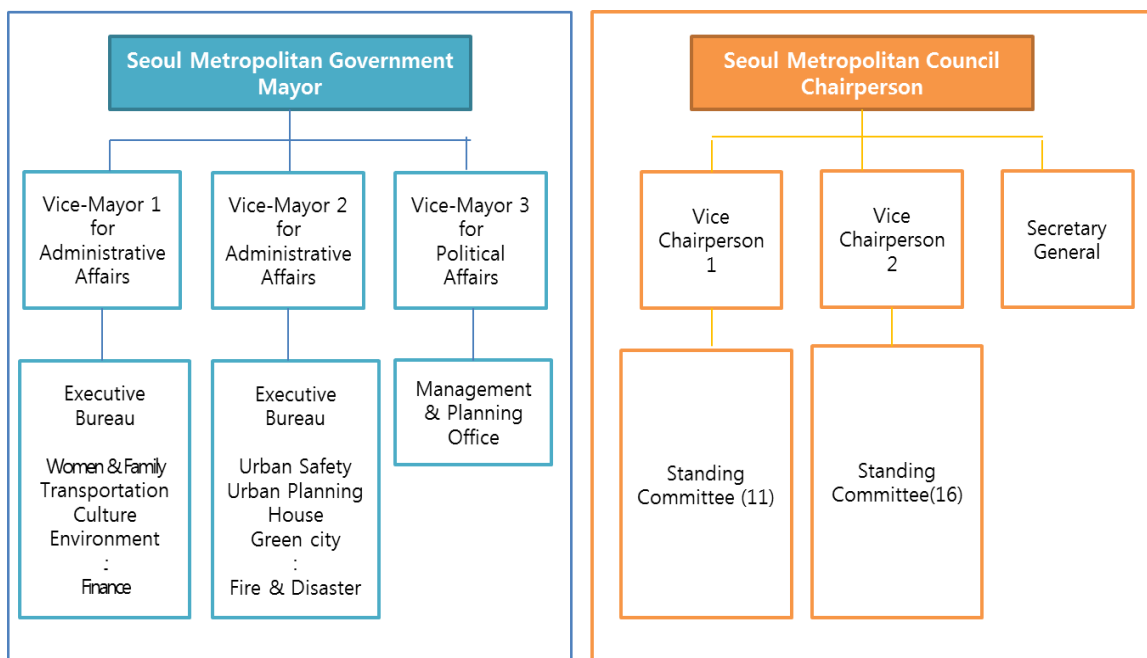 Seoul Metropolitan Government
Mayor
Vice-Mayor 1
for
Administrative
Affairs
Vice-Mayor 2
for
Administrative
Affairs
Vice-Mayor 3
for
Political
Affairs
Executive
Bureau
Women & Family
Transportation
Culture
Environment
:
Finance
Executive
Bureau
Urban Safety
Urban Planning
House
Green city
:
Fire & Disaster
Management
& Planning
Office
Seoul Metropolitan Council
Chairperson
Vice
Chairperson
1
Vice
Chairperson
2
Secretary
General
Standing
Committee (11)
Standing
Committee(16)